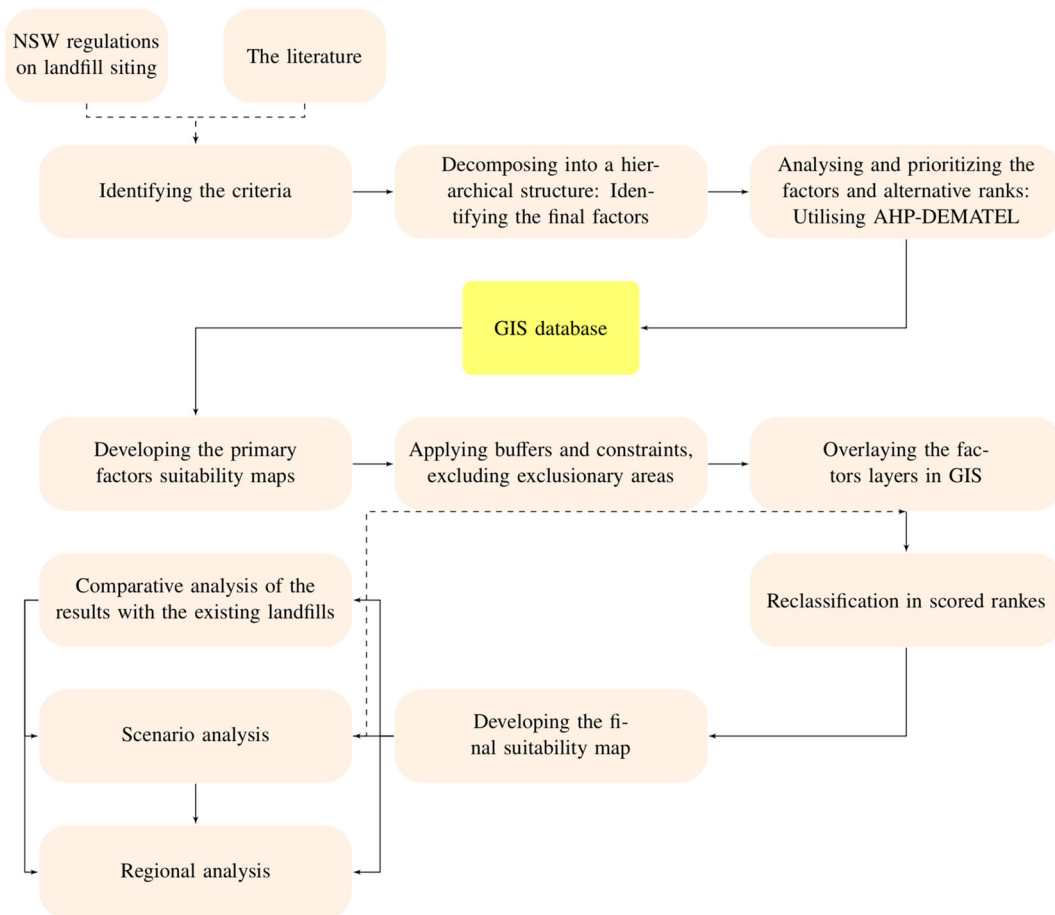 NSW regulations
on landfill siting
The literature
Identifying the criteria
Decomposing into a hier-
archical structure: Iden-
tifying the final factors
Analysing and prioritizing the
factors and alternative ranks:
Utilising AHP-DEMATEL
GIS database
Developing the primary
factors suitability maps
Applying buffers and constraints,
excluding exclusionary areas
Overlaying the fac-
tors layers in GIS
Comparative analysis of the
results with the existing landfills
Reclassification in scored rankes
Scenario analysis
Developing the fi-
nal suitability map
Regional analysis